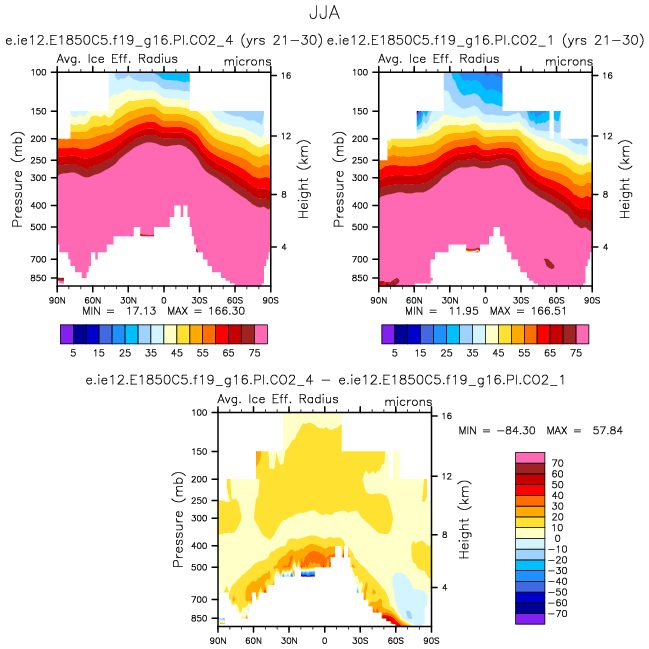 JJA
e.ie12.E1850C5.f19_g16.PI.CO2_4 (yrs 21-30) e.ie12.E1850C5.f19_g16.PI.CO2_1 (yrs 21-30)
Avg. Ice Eff. Radius microns Avg. Ice Eff. Radius microns
100 16 100 16
150 150
200 12 200 12
250 250
300 8 300 8
400 400
500 4 500 4
700 700
850 850
Pressure (mb) Height (km) Pressure (mb) Height (km)
90N 60N 30N 0 30S 60S 90S 90N 60N 30N 0 30S 60S 90S
MIN = 17.13 MAX = 166.30 MIN = 11.95 MAX = 166.51
5 15 25 35 45 55 65 75 5 15 25 35 45 55 65 75
e.ie12.E1850C5.f19_g16.PI.CO2_4 - e.ie12.E1850C5.f19_g16.PI.CO2_1
Avg. Ice Eff. Radius microns
100 16
150
200 12
250
300 8
400
500 4
700
850
Pressure (mb) Height (km)
90N 60N 30N 0 30S 60S 90S
MIN = -84.30 MAX = 57.84
70
60
50
40
30
20
10
0
-10
-20
-30
-40
-50
-60
-70